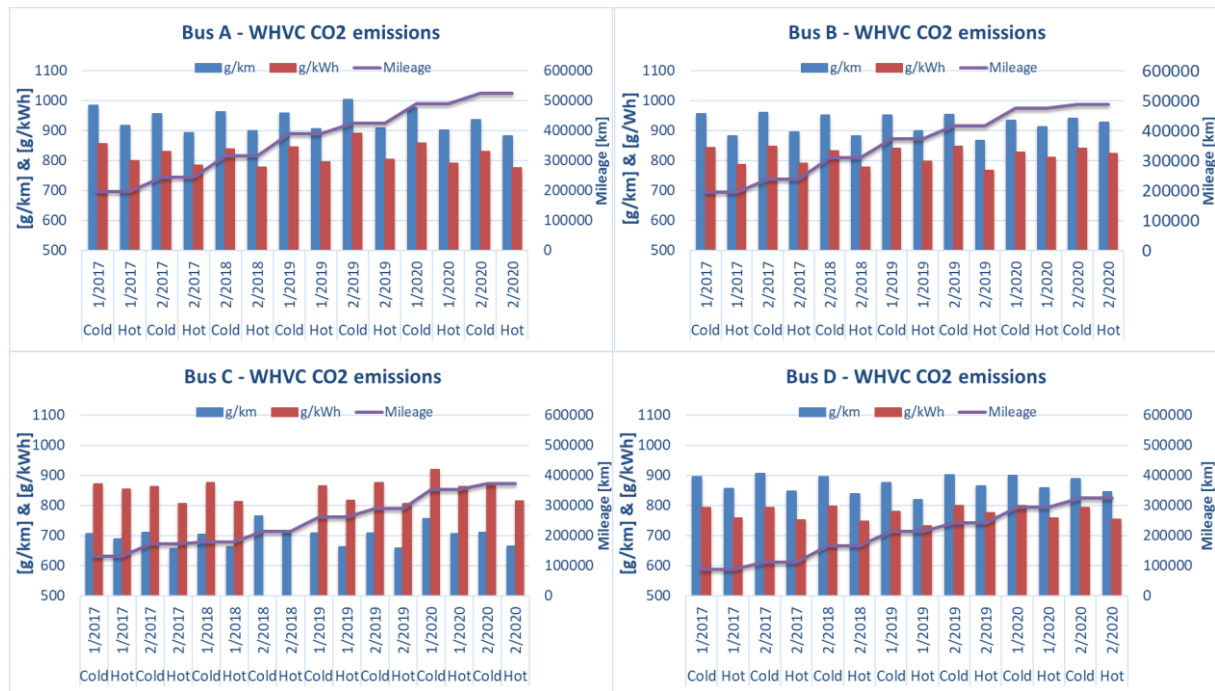 Bus A - WHVC CO2 emissions
g/km g/kWh Mileage
[g/km] & [g/kWh]
1100
1000
900
800
700
600
500
600000
500000
400000
300000
200000
100000
0
Mileage [km]
1/2017 1/2017 2/2017 2/2017 2/2018 2/2018 1/2019 1/2019 2/2019 2/2019 1/2020 1/2020 2/2020 2/2020
Cold Hot Cold Hot Cold Hot Cold Hot Cold Hot Cold Hot Cold Hot
Bus B - WHVC CO2 emissions
g/km g/kWh Mileage
[g/km] & [g/Wh]
1100
1000
900
800
700
600
500
600000
500000
400000
300000
200000
100000
0
Mileage [km]
1/2017 1/2017 2/2017 2/2017 2/2018 2/2018 1/2019 1/2019 2/2019 2/2019 1/2020 1/2020 2/2020 2/2020
Cold Hot Cold Hot Cold Hot Cold Hot Cold Hot Cold Hot Cold Hot
Bus C - WHVC CO2 emissions
g/km g/kWh Mileage
[g/km] & [g/kWh]
1100
1000
900
800
700
600
500
600000
500000
400000
300000
200000
100000
0
Mileage [km]
1/2017 1/2017 2/2017 2/2017 1/2018 1/2018 2/2018 2/2018 1/2019 1/2019 2/2019 2/2019 1/2020 1/2020 2/2020 2/2020
Cold Hot Cold Hot Cold Hot Cold Hot Cold Hot Cold Hot Cold Hot Cold Hot
Bus D - WHVC CO2 emissions
g/km g/kWh Mileage
[g/km] & [g/kWh]
1100
1000
900
800
700
600
500
600000
500000
400000
300000
200000
100000
0
Mileage [km]
1/2017 1/2017 2/2017 2/2017 2/2018 2/2018 1/2019 1/2019 2/2019 2/2019 1/2020 1/2020 2/2020 2/2020
Cold Hot Cold Hot Cold Hot Cold Hot Cold Hot Cold Hot Cold Hot